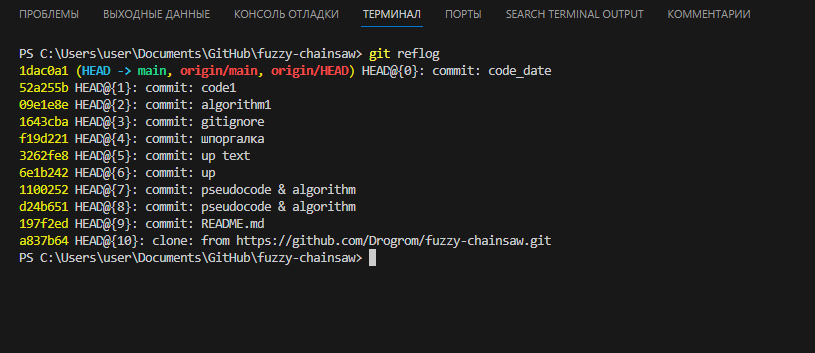 ПРОБЛЕМЫ ВЫХОДНЫЕ ДАННЫЕ КОНСОЛЬ ОТЛАДКИ ТЕРМИНАЛ ПОРТЫ SEARCH TERMINAL OUTPUT КОММЕНТАРИИ
PS C:\Users\user\Documents\GitHub\fuzzy-chainsaw> git reflog
1dac0a1 (HEAD -> main, origin/main, origin/HEAD) HEAD@{0}: commit: code_date
52a255b HEAD@{1}: commit: code1
09e1e8e HEAD@{2}: commit: algorithm1
1643cba HEAD@{3}: commit: gitignore
f19d221 HEAD@{4}: commit: шпоргалка
3262fe8 HEAD@{5}: commit: up text
6e1b242 HEAD@{6}: commit: up
1100252 HEAD@{7}: commit: pseudocode & algorithm
d24b651 HEAD@{8}: commit: pseudocode & algorithm
197f2ed HEAD@{9}: commit: README.md
a837b64 HEAD@{10}: clone: from https://github.com/Drogrom/fuzzy-chainsaw.git
PS C:\Users\user\Documents\GitHub\fuzzy-chainsaw>